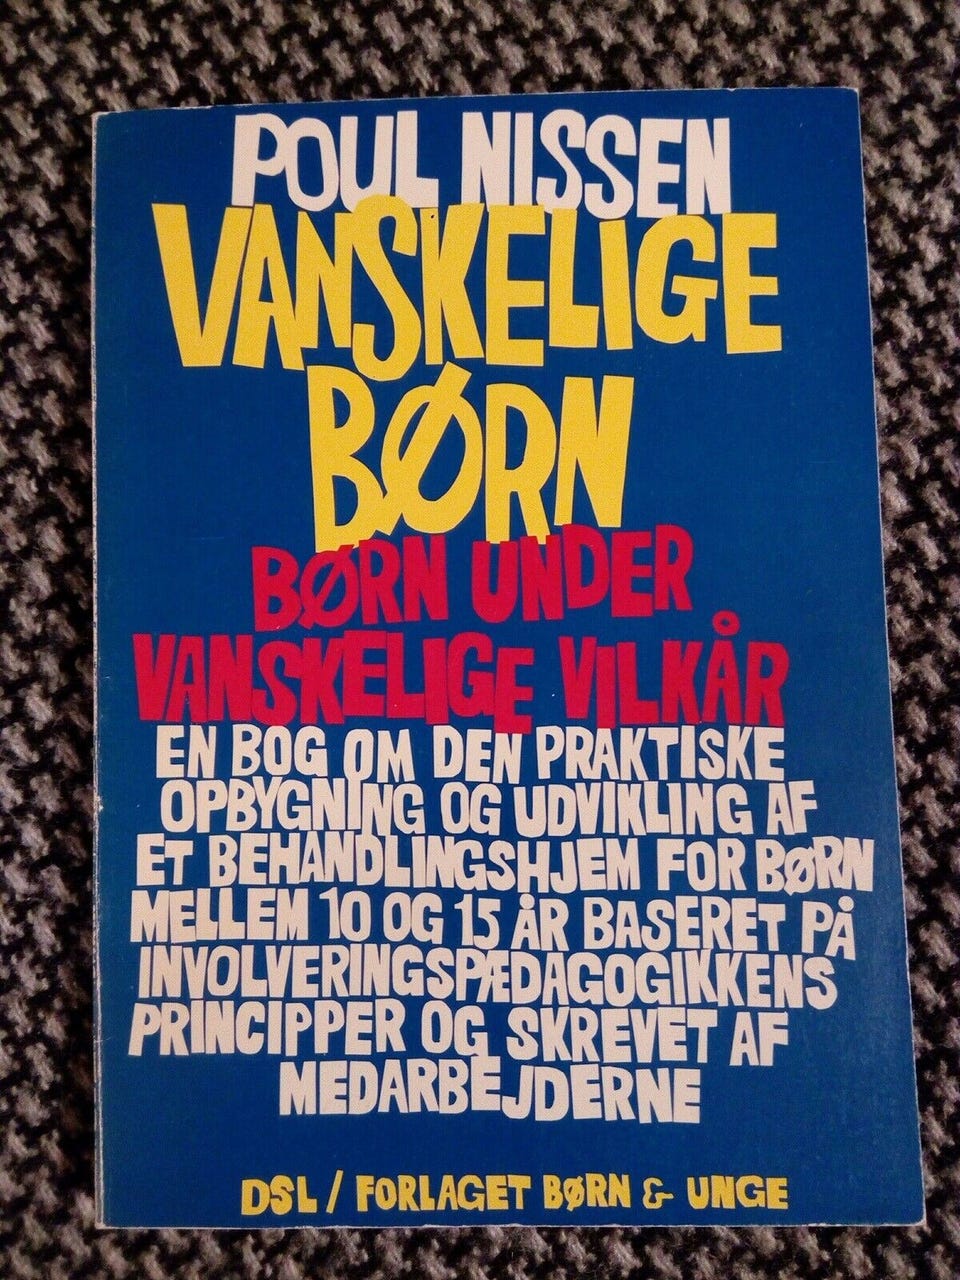 POUL NISSEN
VANSKELIGE
BØRN
BØRN UNDER
VANSKELIGE VILKÅR
EN BOG OM DEN PRAKTISKE
OPBYGNING OG UDVIKLING AF
ET BEHANDLINGSHJEM FOR BØRN
MELLEM 10 OG 15 ÅR BASERET PÅ
INVOLVERINGSPÆDAGOGIKKENS
PRINCIPPER OG SKREVET AF
MEDARBEJDERNE
DSL / FORLAGET BØRN & UNGE